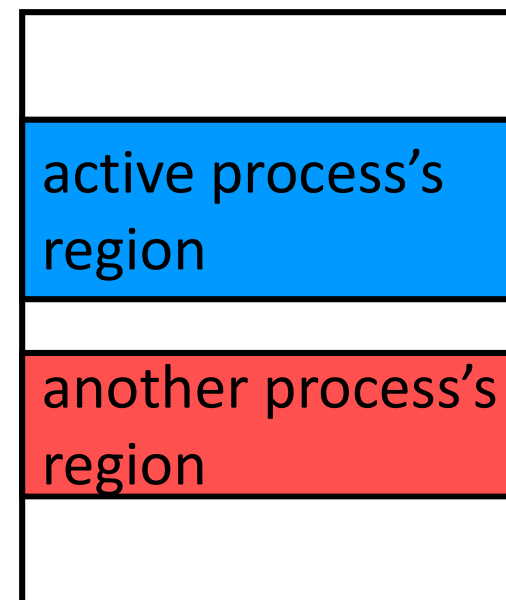 active process’s
region
another process’s
region